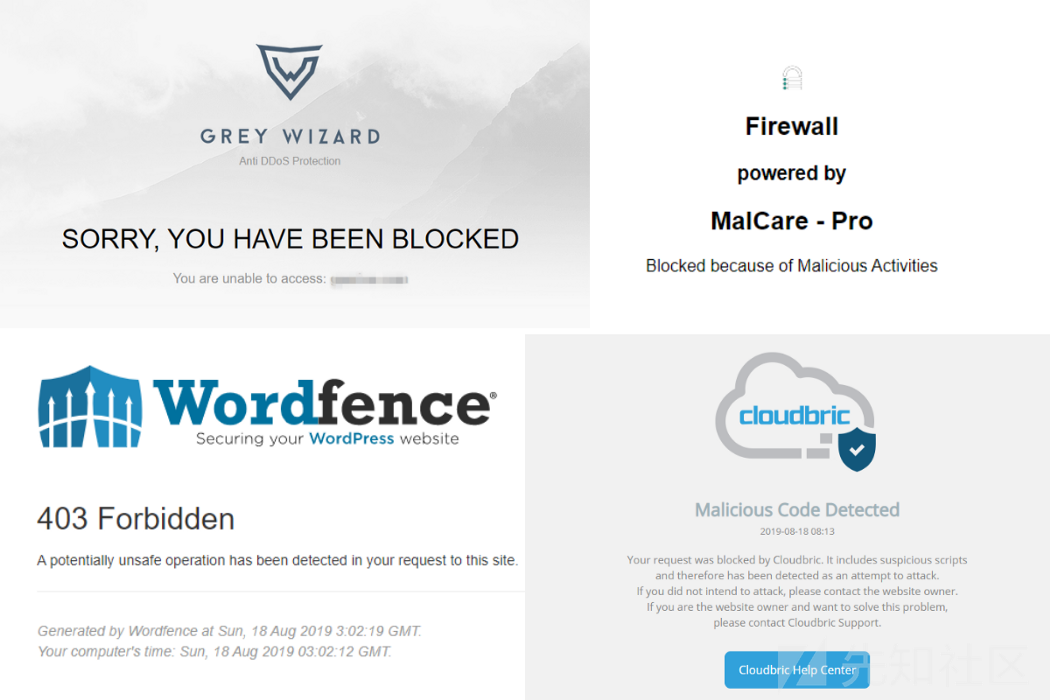 GREY WIZARD
Anti DDoS Protection
SORRY, YOU HAVE BEEN BLOCKED
You are unable to access:
Firewall
powered by
MalCare - Pro
Blocked because of Malicious Activities
Wordfence®
Securing your WordPress website
403 Forbidden
A potentially unsafe operation has been detected in your request to this site.
Generated by Wordfence at Sun, 18 Aug 2019 3:02:19 GMT.
Your computer's time: Sun, 18 Aug 2019 03:02:12 GMT.
cloudbric
Malicious Code Detected
2019-08-18 08:13
Your request was blocked by Cloudbric. It includes suspicious scripts
and therefore has been detected as an attempt to attack.
If you did not intend to attack, please contact the website owner.
If you are the website owner and want to solve this problem,
please contact Cloudbric Support.
Cloudbric Help Center
先知社区